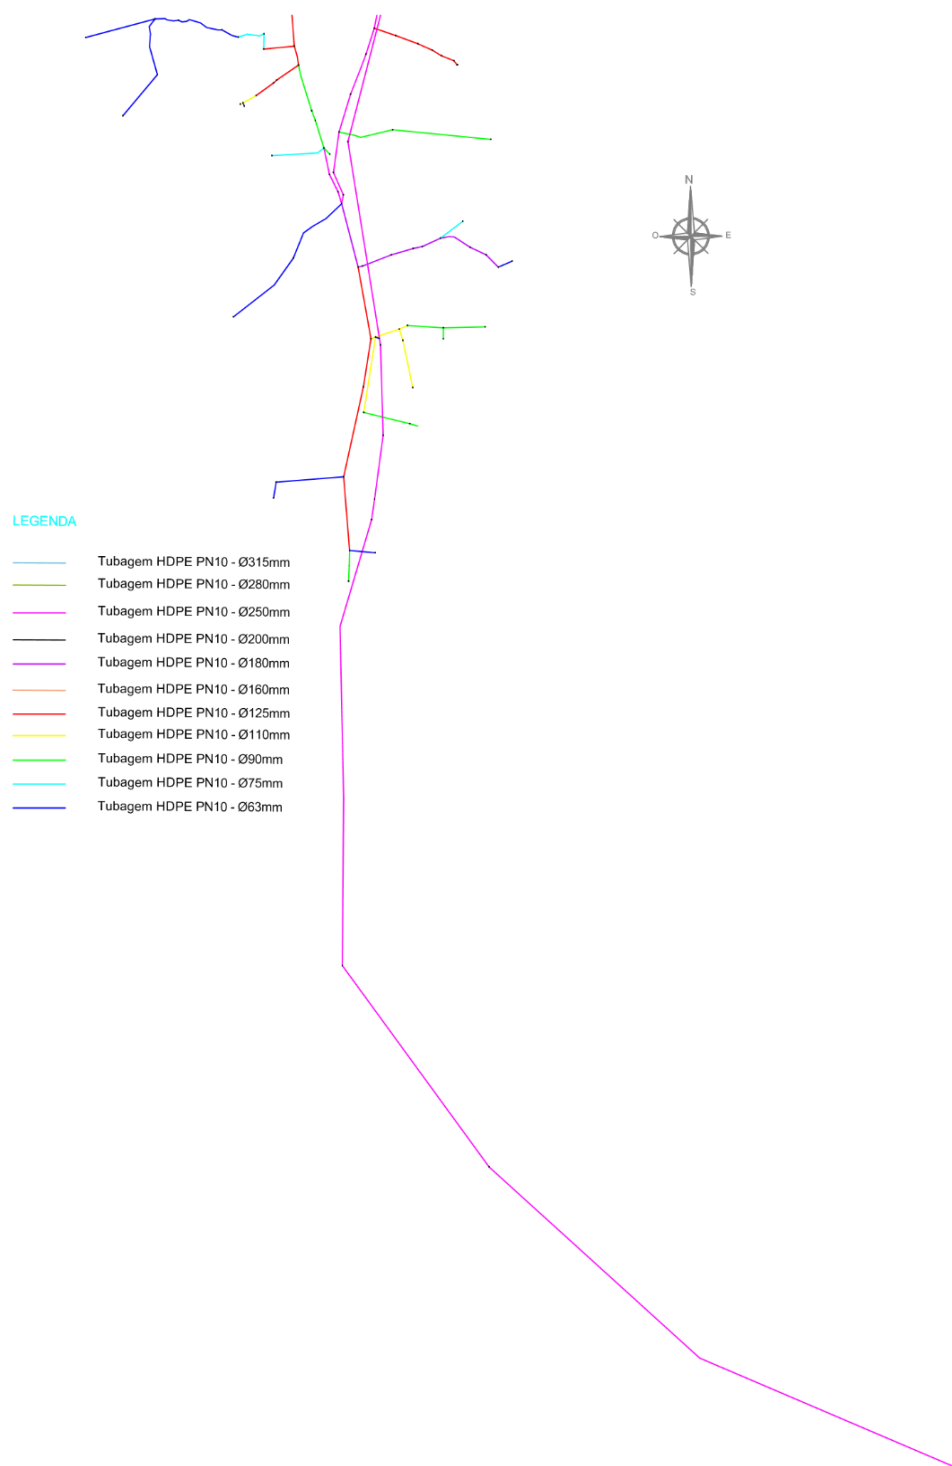 N
O
E
S
LEGENDA
Tubagem HDPE PN10 - Ø315mm
Tubagem HDPE PN10 - Ø280mm
Tubagem HDPE PN10 - Ø250mm
Tubagem HDPE PN10 - Ø200mm
Tubagem HDPE PN10 - Ø180mm
Tubagem HDPE PN10 - Ø160mm
Tubagem HDPE PN10 - Ø125mm
Tubagem HDPE PN10 - Ø110mm
Tubagem HDPE PN10 - Ø90mm
Tubagem HDPE PN10 - Ø75mm
Tubagem HDPE PN10 - Ø63mm